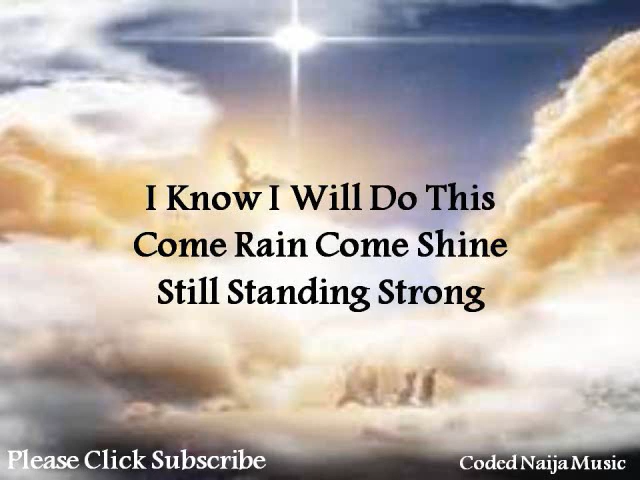 I Know I Will Do This
Come Rain Come Shine
Still Standing Strong
Please Click Subscribe
Coded Naija Music